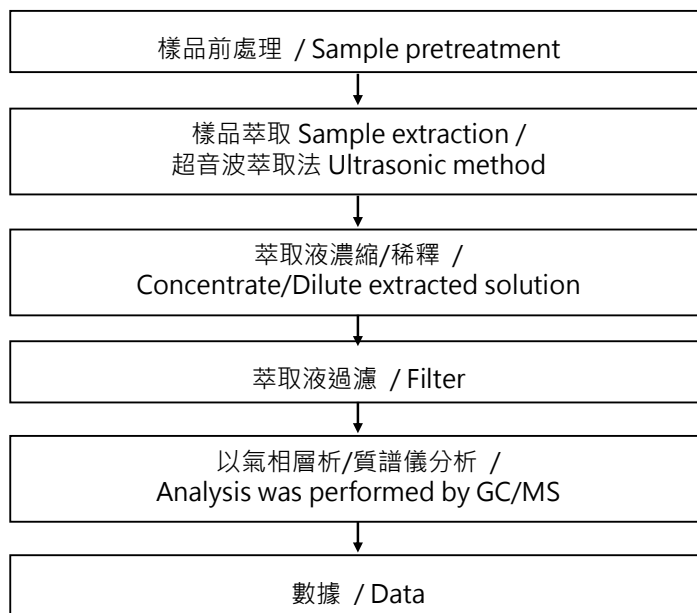 樣品前處理 / Sample pretreatment
樣品萃取 Sample extraction /
超音波萃取法 Ultrasonic method
萃取液濃縮/稀釋 /
Concentrate/Dilute extracted solution
萃取液過濾 / Filter
以氣相層析/質譜儀分析 /
Analysis was performed by GC/MS
數據 / Data